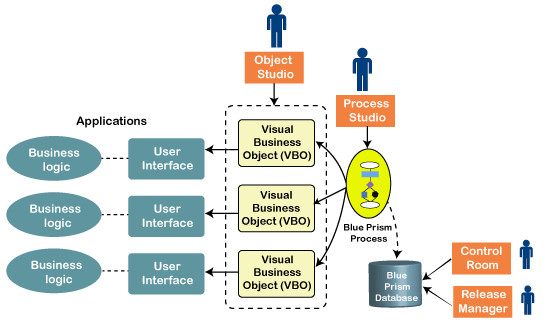 Object
Studio
Process
Studio
Applications
Visual
Business
Object (VBO)
User
Interface
Business
logic
Visual
Business
Object (VBO)
User
Interface
Business
logic
Blue Prism
Process
Visual
Business
Object (VBO)
User
Interface
Business
logic
Control
Room
Blue
Prism
Database
Release
Manager